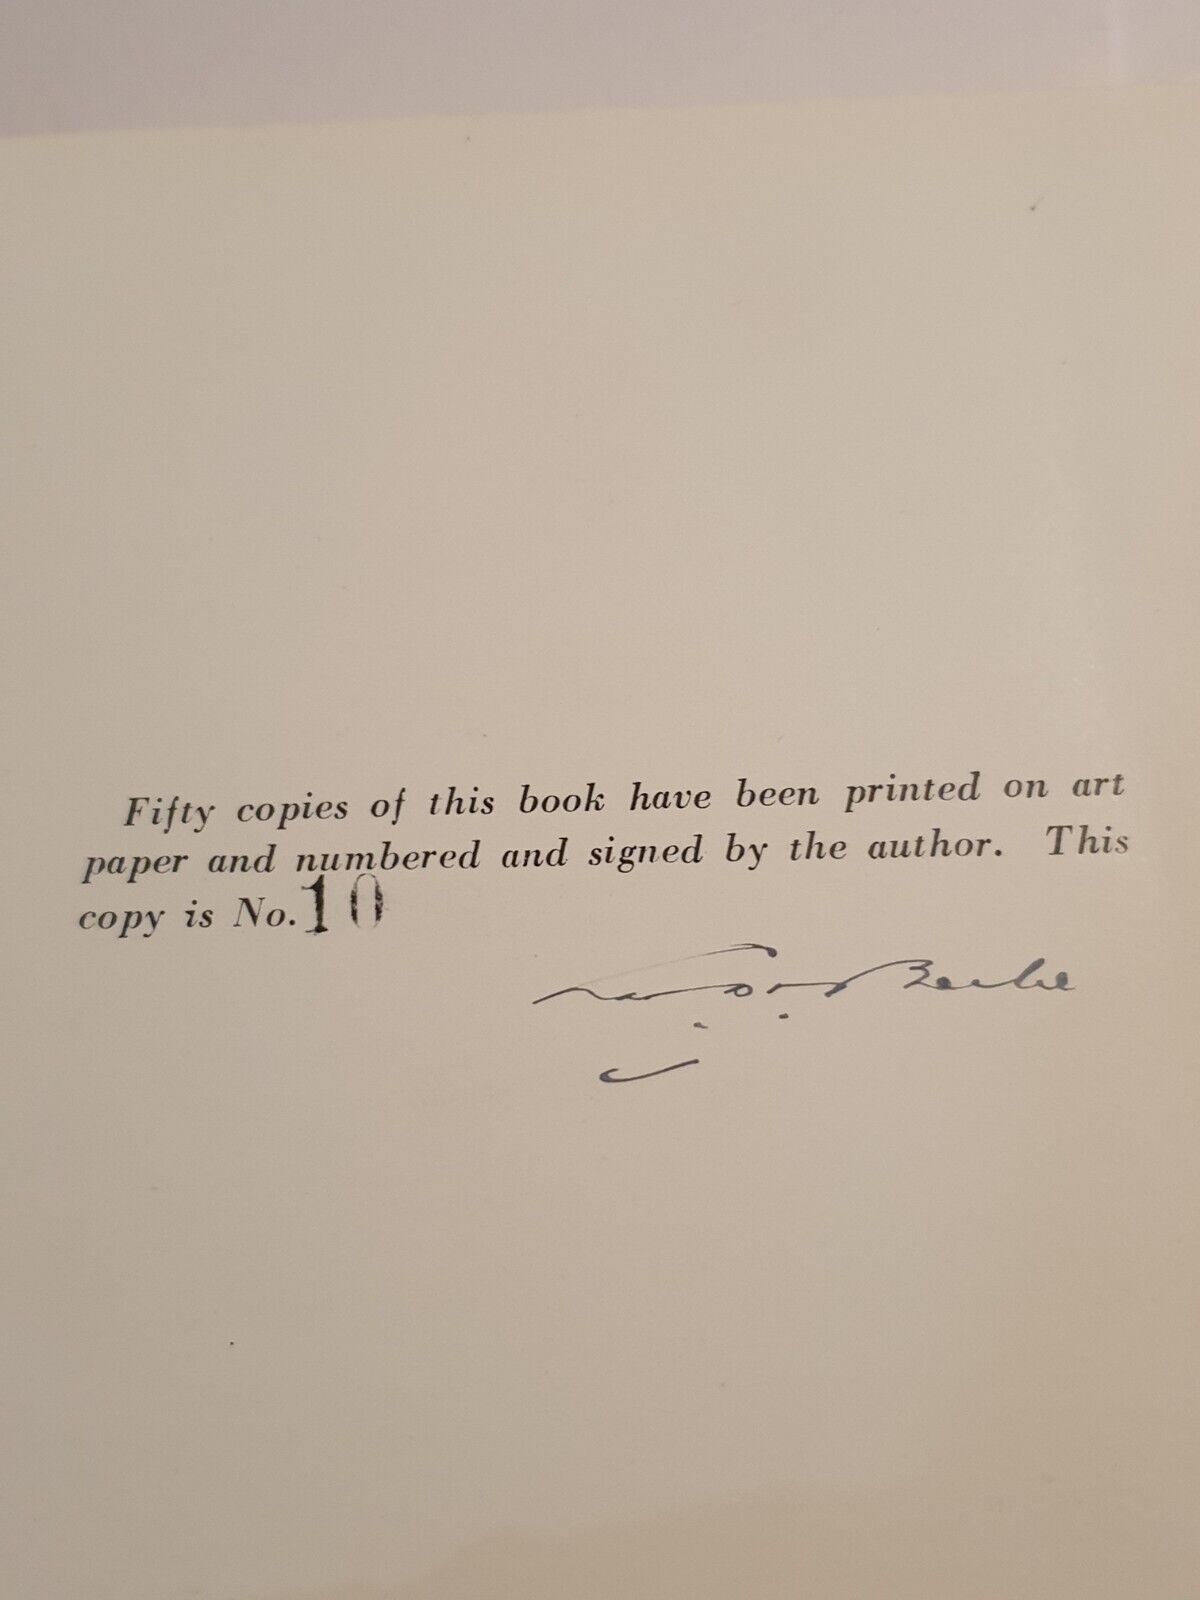 Fifty copies of this book have been printed on art
paper and numbered and signed by the author. This
copy is No. 10